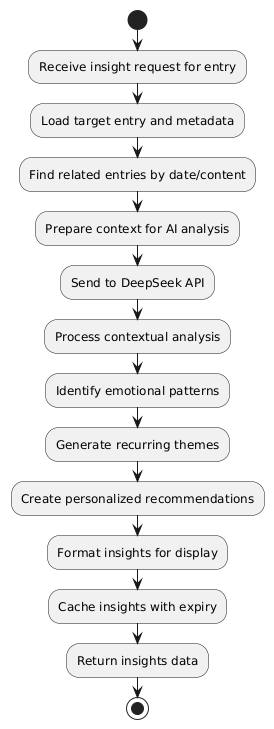 Receive insight request for entry
Load target entry and metadata
Find related entries by date/content
Prepare context for AI analysis
Send to DeepSeek API
Process contextual analysis
Identify emotional patterns
Generate recurring themes
Create personalized recommendations
Format insights for display
Cache insights with expiry
Return insights data